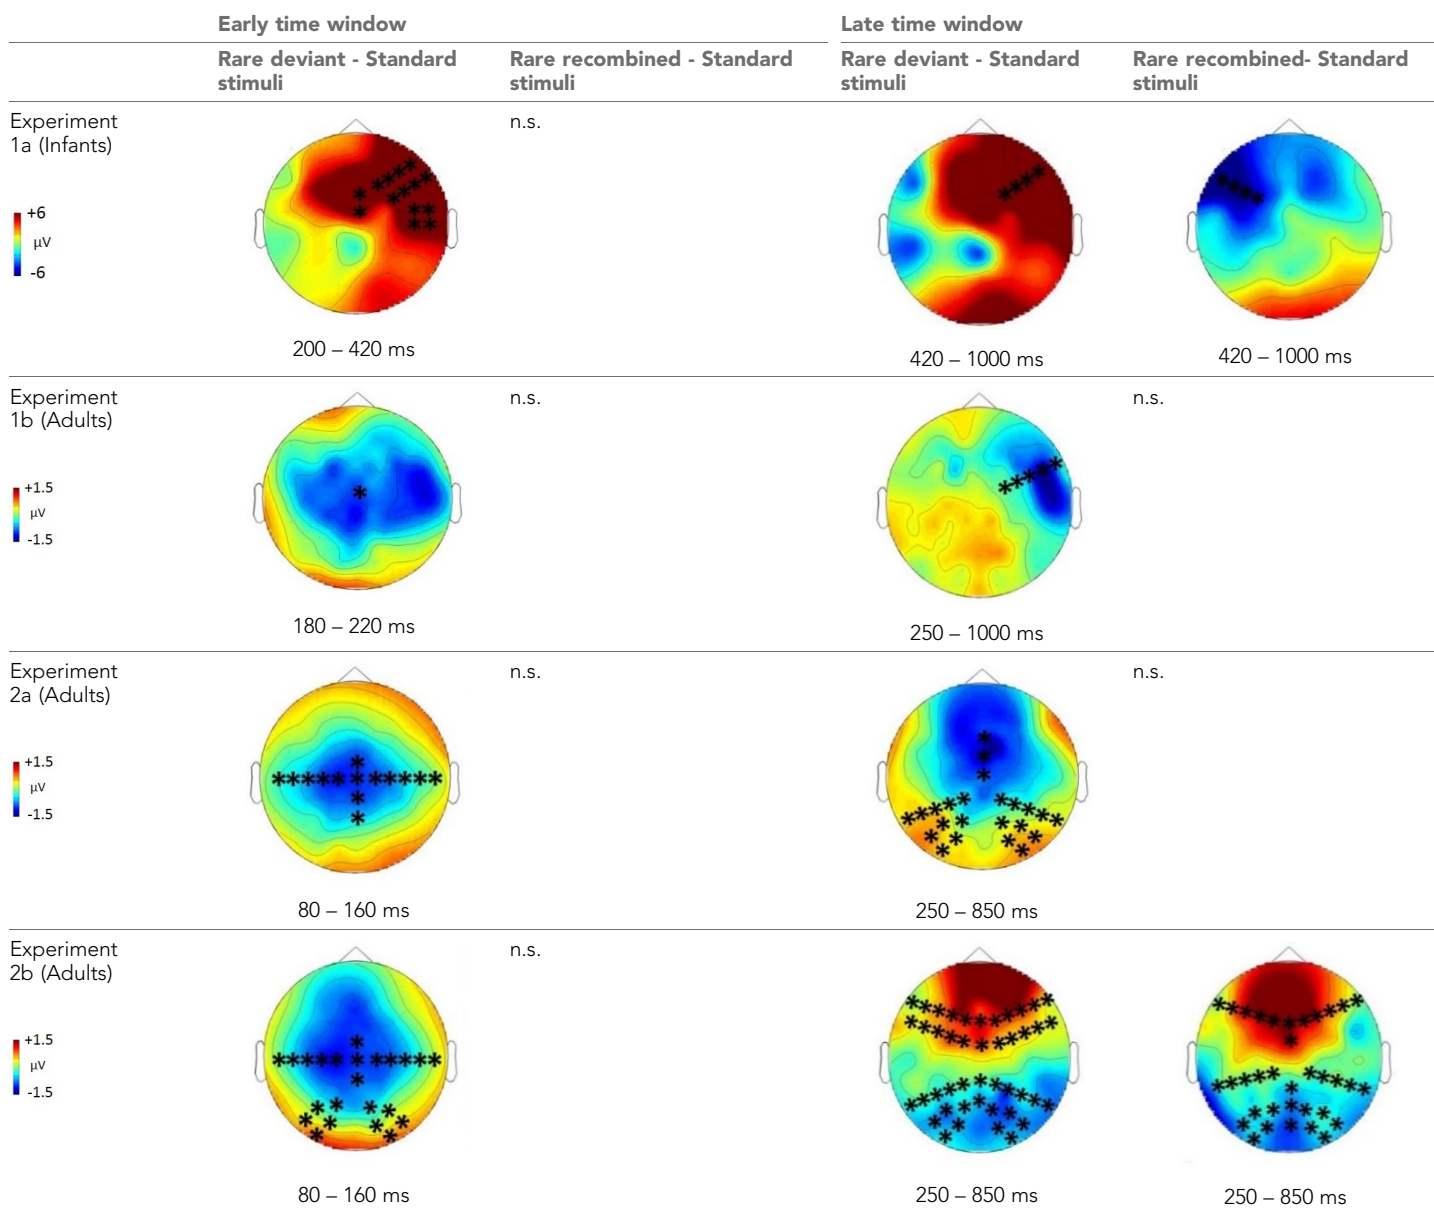 Early time window
Late time window
Rare deviant - Standard stimuli
Rare recombined - Standard stimuli
Rare deviant - Standard stimuli
Rare recombined- Standard stimuli
Experiment
1a (Infants)
n.s.
+6
µV
-6
200 – 420 ms
420 – 1000 ms
420 – 1000 ms
Experiment
1b (Adults)
n.s.
n.s.
+1.5
µV
-1.5
180 – 220 ms
250 – 1000 ms
Experiment
2a (Adults)
n.s.
n.s.
+1.5
µV
-1.5
80 – 160 ms
250 – 850 ms
Experiment
2b (Adults)
n.s.
+1.5
µV
-1.5
80 – 160 ms
250 – 850 ms
250 – 850 ms